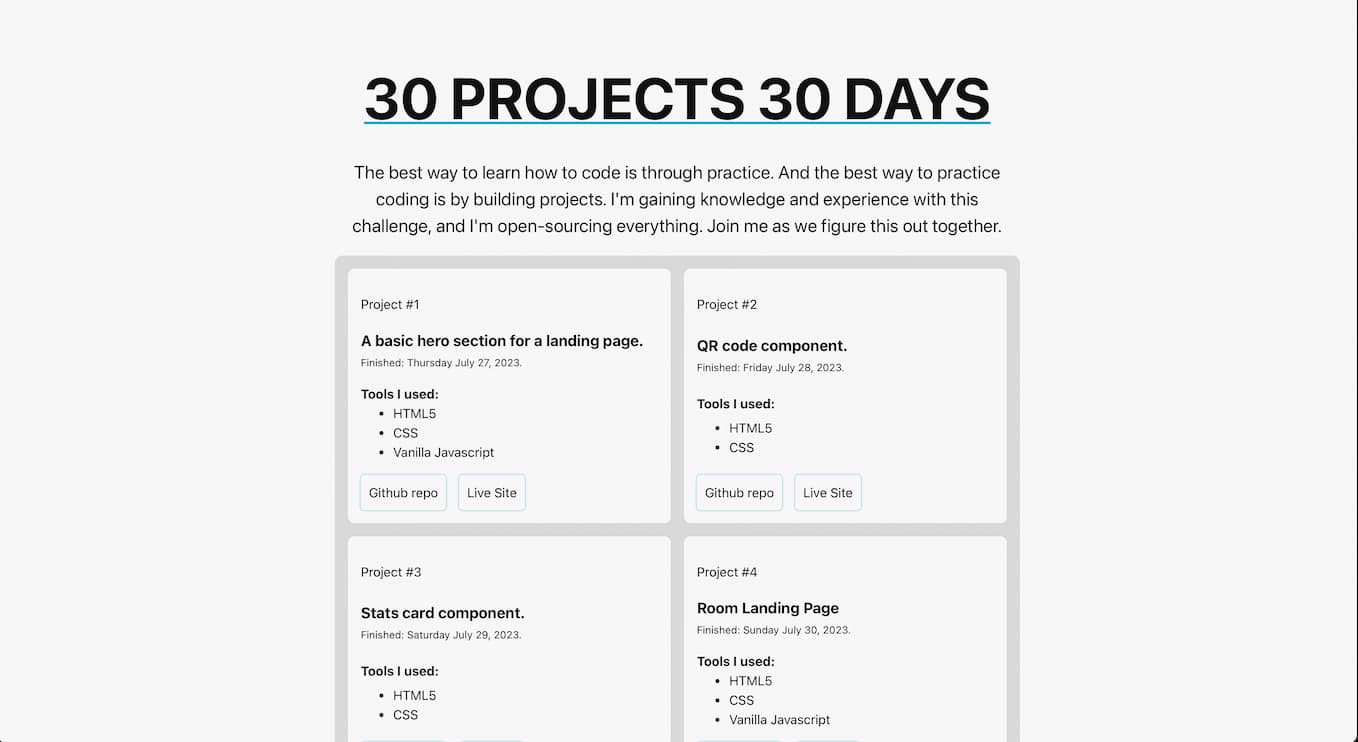 30 PROJECTS 30 DAYS
The best way to learn how to code is through practice. And the best way to practice
coding is by building projects. I'm gaining knowledge and experience with this
challenge, and I'm open-sourcing everything. Join me as we figure this out together.
Project #1
A basic hero section for a landing page.
Finished: Thursday July 27, 2023.
Tools I used:
HTML5
CSS
Vanilla Javascript
Github repo
Live Site
Project #2
QR code component.
Finished: Friday July 28, 2023.
Tools I used:
HTML5
CSS
Github repo
Live Site
Project #3
Stats card component.
Finished: Saturday July 29, 2023.
Tools I used:
HTML5
CSS
Project #4
Room Landing Page
Finished: Sunday July 30, 2023.
Tools I used:
HTML5
CSS
Vanilla Javascript